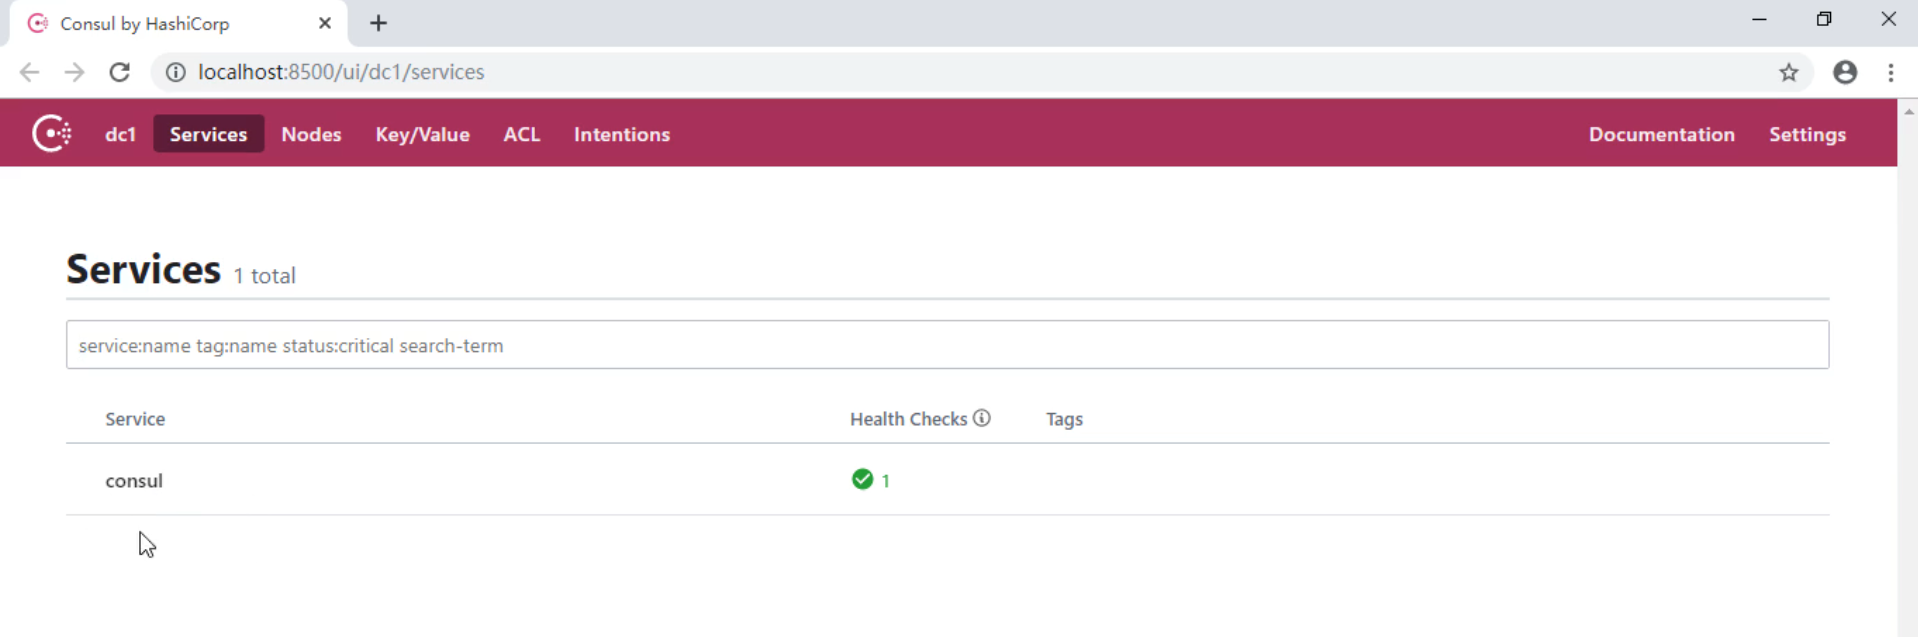 Consul by HashiCorp
localhost:8500/ui/dc1/services
dc1 Services Nodes Key/Value ACL Intentions Documentation Settings
Services 1 total
service:name tag:name status:critical search-term
Service Health Checks Tags
consul 1